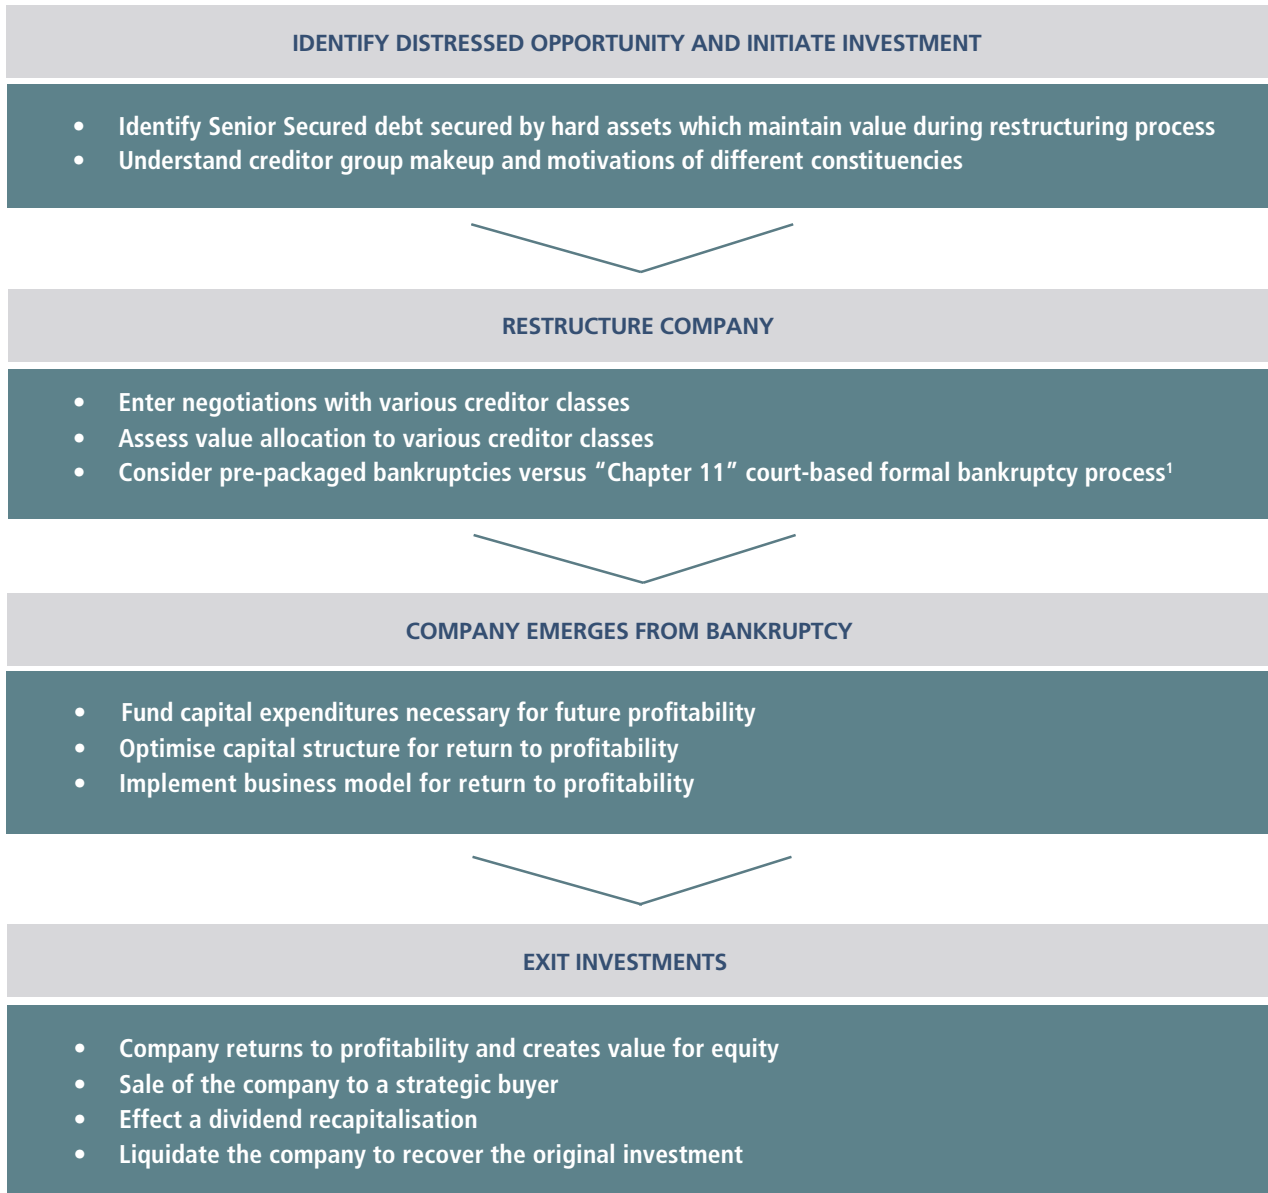 IDENTIFY DISTRESSED OPPORTUNITY AND INITIATE INVESTMENT
• Identify Senior Secured debt secured by hard assets which maintain value during restructuring process
• Understand creditor group makeup and motivations of different constituencies
RESTRUCTURE COMPANY
• Enter negotiations with various creditor classes
• Assess value allocation to various creditor classes
• Consider pre-packaged bankruptcies versus “Chapter 11” court-based formal bankruptcy process¹
COMPANY EMERGES FROM BANKRUPTCY
• Fund capital expenditures necessary for future profitability
• Optimise capital structure for return to profitability
• Implement business model for return to profitability
EXIT INVESTMENTS
• Company returns to profitability and creates value for equity
• Sale of the company to a strategic buyer
• Effect a dividend recapitalisation
• Liquidate the company to recover the original investment